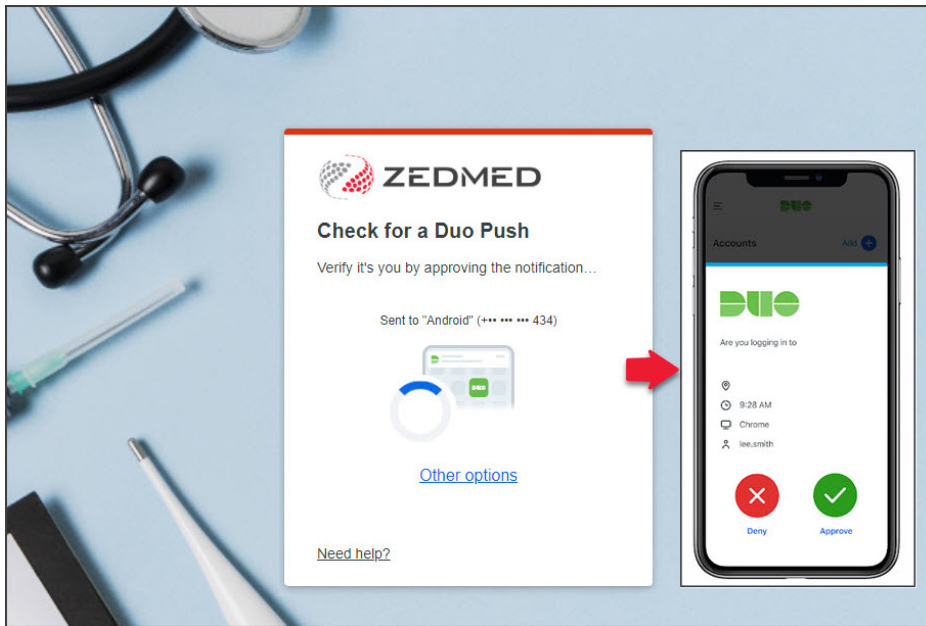 ZEDMED
Check for a Duo Push
Verify it's you by approving the notification...
Sent to "Android" (+•• ••• ••• 434)
DUO
Other options
Need help?
DUO
Accounts Add +
DUO
Are you logging in to
9:28 AM
Chrome
lee.smith
Deny Approve